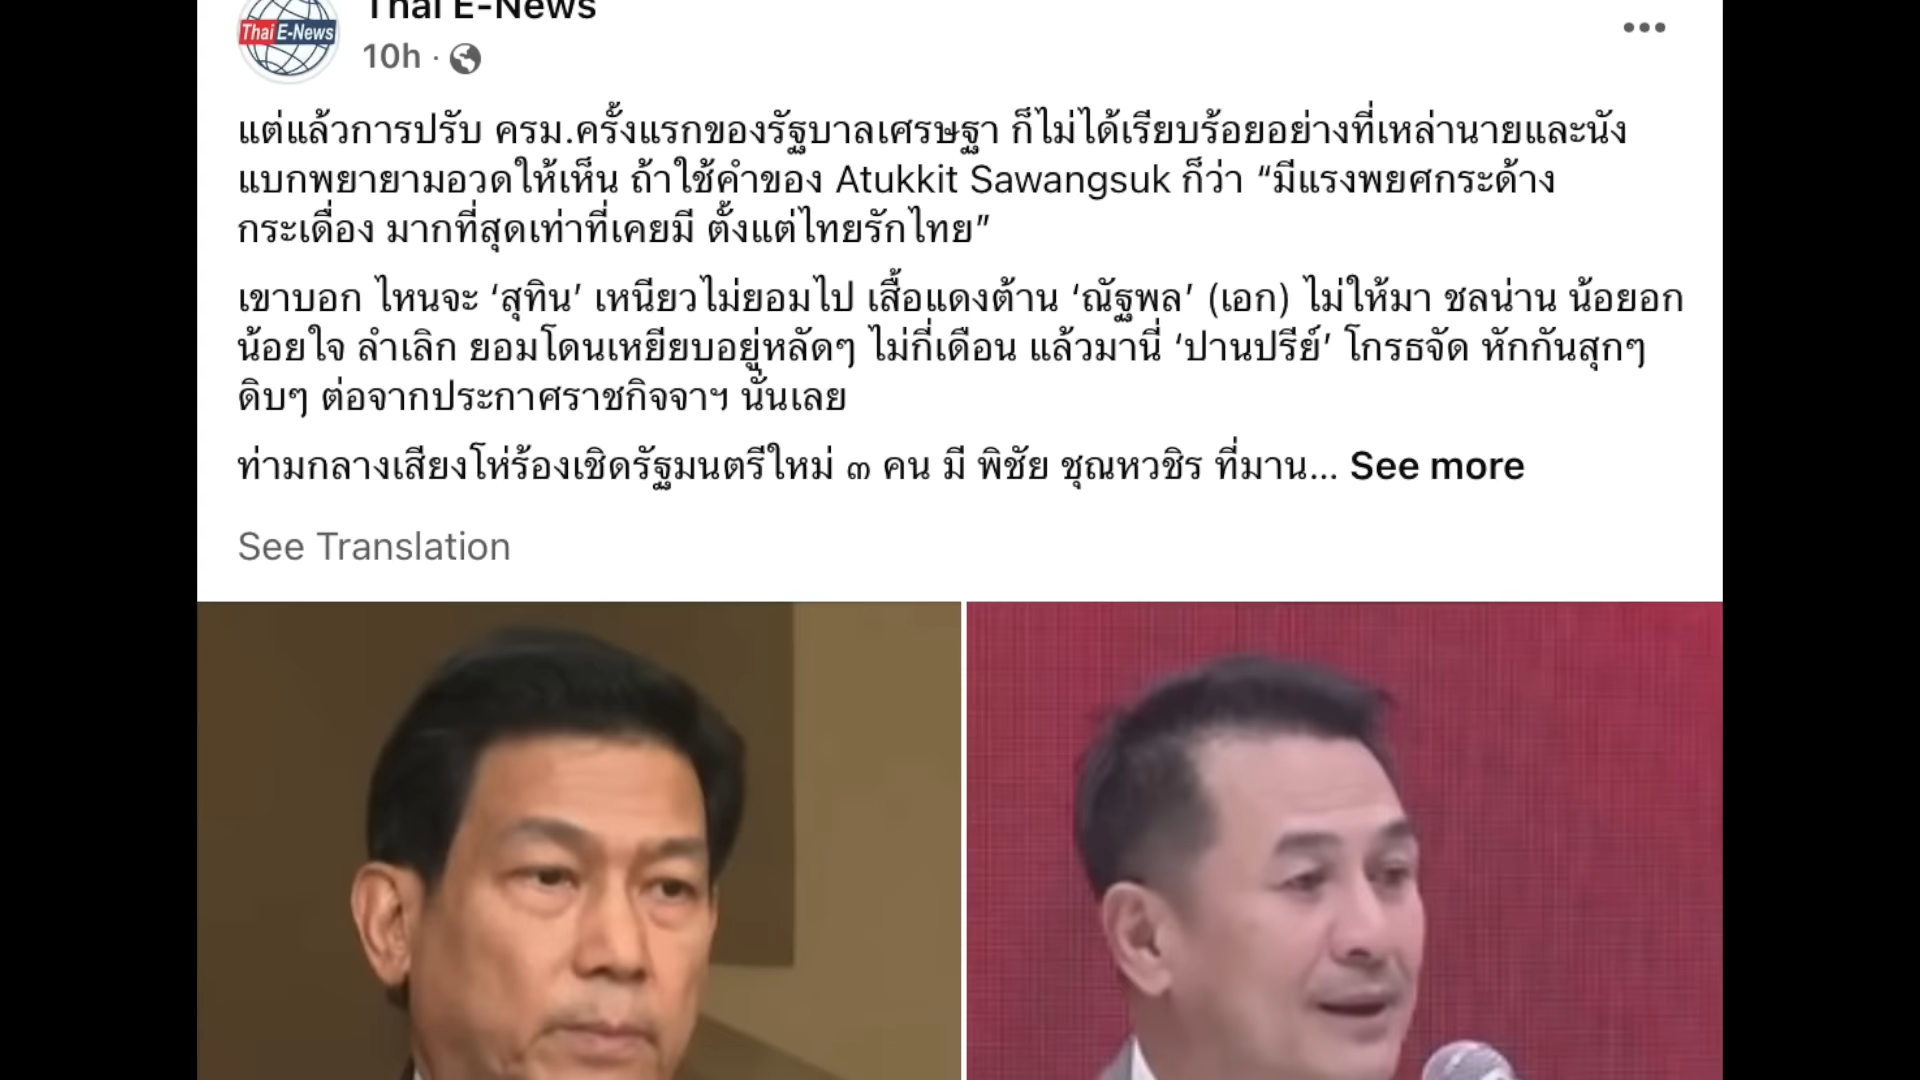 Thai E-News
Thai E-News
10h ·
แต่แล้วการปรับ ครม.ครั้งแรกของรัฐบาลเศรษฐา ก็ไม่ได้เรียบร้อยอย่างที่เหล่านายและนัง
แบกพยายามอวดให้เห็น ถ้าใช้คำของ Atukkit Sawangsuk ก็ว่า “มีแรงพยศกระด้าง
กระเดื่อง มากที่สุดเท่าที่เคยมี ตั้งแต่ไทยรักไทย”
เขาบอก ไหนจะ ‘สุทิน’ เหนียวไม่ยอมไป เสื้อแดงต้าน ‘ณัฐพล’ (เอก) ไม่ให้มา ชลน่าน น้อยอก
น้อยใจ ลำเลิก ยอมโดนเหยียบอยู่หลัดๆ ไม่กี่เดือน แล้วมานี่ ‘ปานปรีย์’ โกรธจัด หักกันสุกๆ
ดิบๆ ต่อจากประกาศราชกิจจาฯ นั่นเลย
ท่ามกลางเสียงโห่ร้องเชิดรัฐมนตรีใหม่ ๓ คน มี พิชัย ชุณหวชิร ที่มาน... See more
See Translation